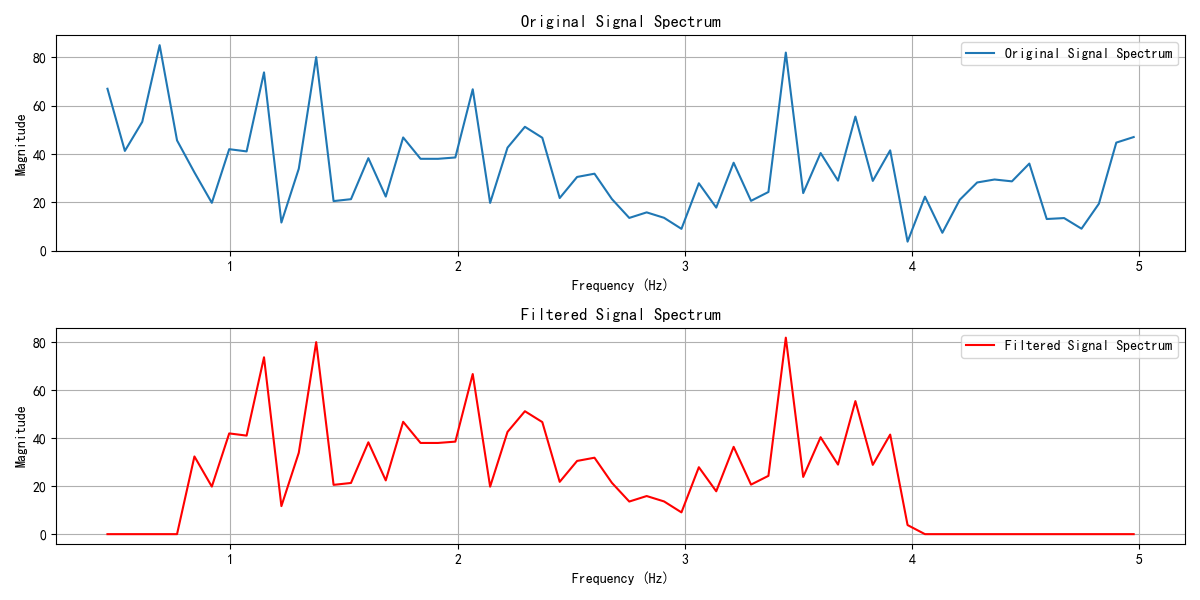 Original Signal Spectrum
Original Signal Spectrum
80
60
40
20
0
Magnitude
1 2 3 4 5
Frequency (Hz)
Filtered Signal Spectrum
Filtered Signal Spectrum
80
60
40
20
0
Magnitude
1 2 3 4 5
Frequency (Hz)